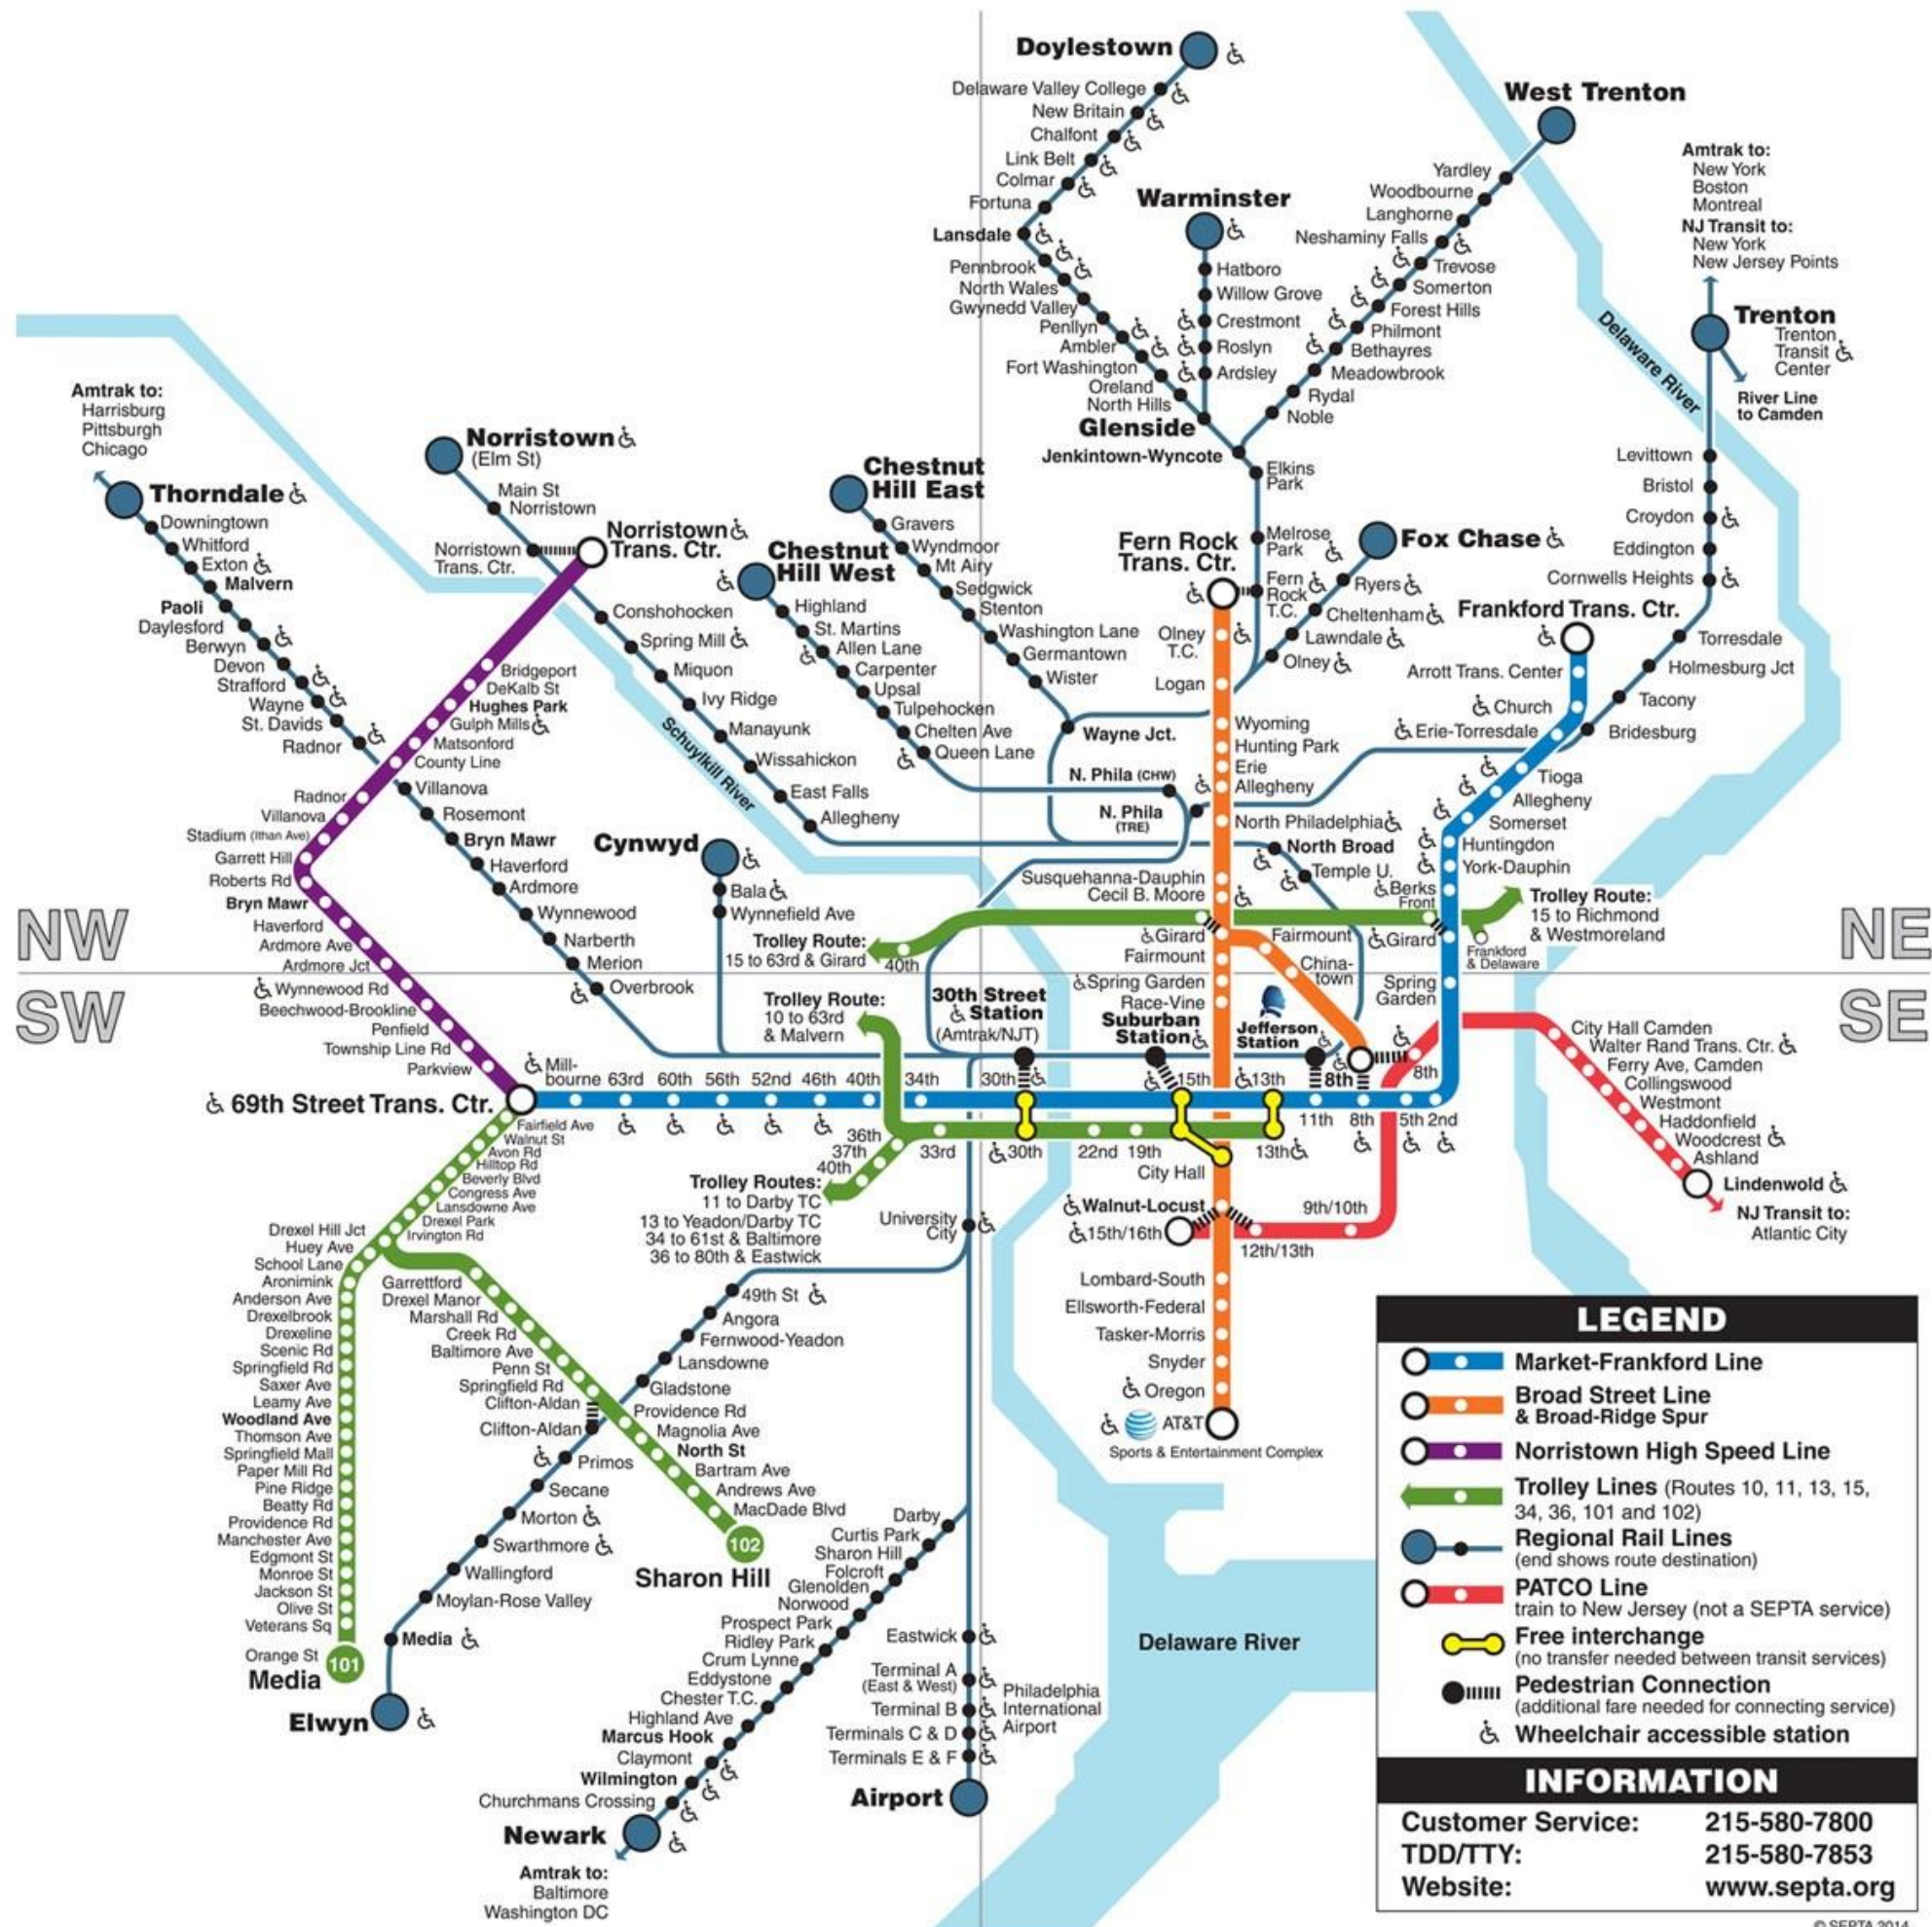 Doylestown
Delaware Valley College
New Britain
Chalfont
Link Belt
Colmar
Fortuna
Lansdale
Pennbrook
North Wales
Gwynedd Valley
Penllyn
Ambler
Fort Washington
Oreland
North Hills
Glenside
Jenkintown-Wyncote
Warminster
Hatboro
Willow Grove
Crestmont
Roslyn
Ardsley
West Trenton
Yardley
Woodbourne
Langhorne
Neshaminy Falls
Trevose
Somerton
Forest Hills
Philmont
Bethayres
Meadowbrook
Rydal
Noble
Elkins
Park
Melrose
Park
Fern
Rock
T.C.
Amtrak to:
New York
Boston
Montreal
NJ Transit to:
New York
New Jersey Points
Trenton
Trenton
Transit
Center
River Line
to Camden
Delaware River
Levittown
Bristol
Croydon
Eddington
Cornwells Heights
Torresdale
Holmesburg Jct
Tacony
Bridesburg
Amtrak to:
Harrisburg
Pittsburgh
Chicago
Thorndale
Downingtown
Whitford
Exton
Malvern
Paoli
Daylesford
Berwyn
Devon
Strafford
Wayne
St. Davids
Radnor
Villanova
Rosemont
Bryn Mawr
Haverford
Ardmore
Wynnewood
Narberth
Merion
Overbrook
Norristown
(Elm St)
Main St
Norristown
Norristown
Trans. Ctr.
Norristown
Trans. Ctr.
Conshohocken
Spring Mill
Miquon
Ivy Ridge
Manayunk
Wissahickon
East Falls
Allegheny
Schuylkill River
Chestnut
Hill East
Gravers
Wyndmoor
Mt Airy
Sedgwick
Stenton
Washington Lane
Germantown
Wister
Wayne Jct.
Chestnut
Hill West
Highland
St. Martins
Allen Lane
Carpenter
Upsal
Tulpehocken
Chelten Ave
Queen Lane
N. Phila (CHW)
N. Phila
(TRE)
Fox Chase
Ryers
Cheltenham
Lawndale
Olney
Fern Rock
Trans. Ctr.
Olney
T.C.
Logan
Wyoming
Hunting Park
Erie
Allegheny
North Philadelphia
North Broad
Temple U.
Susquehanna-Dauphin
Cecil B. Moore
Girard
Fairmount
Spring Garden
Race-Vine
Fairmount
China-
town
Frankford Trans. Ctr.
Arrott Trans. Center
Church
Erie-Torresdale
Tioga
Allegheny
Somerset
Huntingdon
York-Dauphin
Berks
Front
Girard
Spring
Garden
Trolley Route:
15 to Richmond
& Westmoreland
Frankford
& Delaware
Bridgeport
DeKalb St
Hughes Park
Gulph Mills
Matsonford
County Line
Radnor
Villanova
Stadium (Ithan Ave)
Garrett Hill
Roberts Rd
Bryn Mawr
Haverford
Ardmore Ave
Ardmore Jct
Wynnewood Rd
Beechwood-Brookline
Penfield
Township Line Rd
Parkview
NW
SW
NE
SE
Cynwyd
Bala
Wynnefield Ave
Trolley Route:
15 to 63rd & Girard
40th
Trolley Route:
10 to 63rd
& Malvern
30th Street
Station
(Amtrak/NJT)
Suburban
Station
Jefferson
Station
8th
8th
69th Street Trans. Ctr.
Mill-
bourne
63rd
60th
56th
52nd
46th
40th
34th
30th
15th
13th
11th
8th
5th
2nd
36th
37th
40th
33rd
30th
22nd
19th
13th
City Hall
Trolley Routes:
11 to Darby TC
13 to Yeadon/Darby TC
34 to 61st & Baltimore
36 to 80th & Eastwick
Walnut-Locust
15th/16th
12th/13th
9th/10th
Lombard-South
Ellsworth-Federal
Tasker-Morris
Snyder
Oregon
AT&T
Sports & Entertainment Complex
City Hall Camden
Walter Rand Trans. Ctr.
Ferry Ave, Camden
Collingswood
Westmont
Haddonfield
Woodcrest
Ashland
Lindenwold
NJ Transit to:
Atlantic City
Fairfield Ave
Walnut St
Avon Rd
Hilltop Rd
Beverly Blvd
Congress Ave
Lansdowne Ave
Drexel Park
Irvington Rd
Drexel Hill Jct
Huey Ave
School Lane
Aronimink
Anderson Ave
Drexelbrook
Drexeline
Scenic Rd
Springfield Rd
Saxer Ave
Leamy Ave
Woodland Ave
Thomson Ave
Springfield Mall
Paper Mill Rd
Pine Ridge
Beatty Rd
Providence Rd
Manchester Ave
Edgmont St
Monroe St
Jackson St
Olive St
Veterans Sq
Orange St
Media
101
Garrettford
Drexel Manor
Marshall Rd
Creek Rd
Baltimore Ave
Penn St
Springfield Rd
Clifton-Aldan
Providence Rd
Magnolia Ave
North St
Bartram Ave
Andrews Ave
MacDade Blvd
102
Sharon Hill
University
City
49th St
Angora
Fernwood-Yeadon
Lansdowne
Gladstone
Clifton-Aldan
Primos
Secane
Morton
Swarthmore
Wallingford
Moylan-Rose Valley
Media
Elwyn
Darby
Curtis Park
Sharon Hill
Folcroft
Glenolden
Norwood
Prospect Park
Ridley Park
Crum Lynne
Eddystone
Chester T.C.
Highland Ave
Marcus Hook
Claymont
Wilmington
Churchmans Crossing
Newark
Amtrak to:
Baltimore
Washington DC
Eastwick
Terminal A
(East & West)
Terminal B
Terminals C & D
Terminals E & F
Philadelphia
International
Airport
Airport
Delaware River
LEGEND
Market-Frankford Line
Broad Street Line
& Broad-Ridge Spur
Norristown High Speed Line
Trolley Lines (Routes 10, 11, 13, 15,
34, 36, 101 and 102)
Regional Rail Lines
(end shows route destination)
PATCO Line
train to New Jersey (not a SEPTA service)
Free interchange
(no transfer needed between transit services)
Pedestrian Connection
(additional fare needed for connecting service)
Wheelchair accessible station
INFORMATION
Customer Service: 215-580-7800
TDD/TTY: 215-580-7853
Website: www.septa.org
© SEPTA 2014